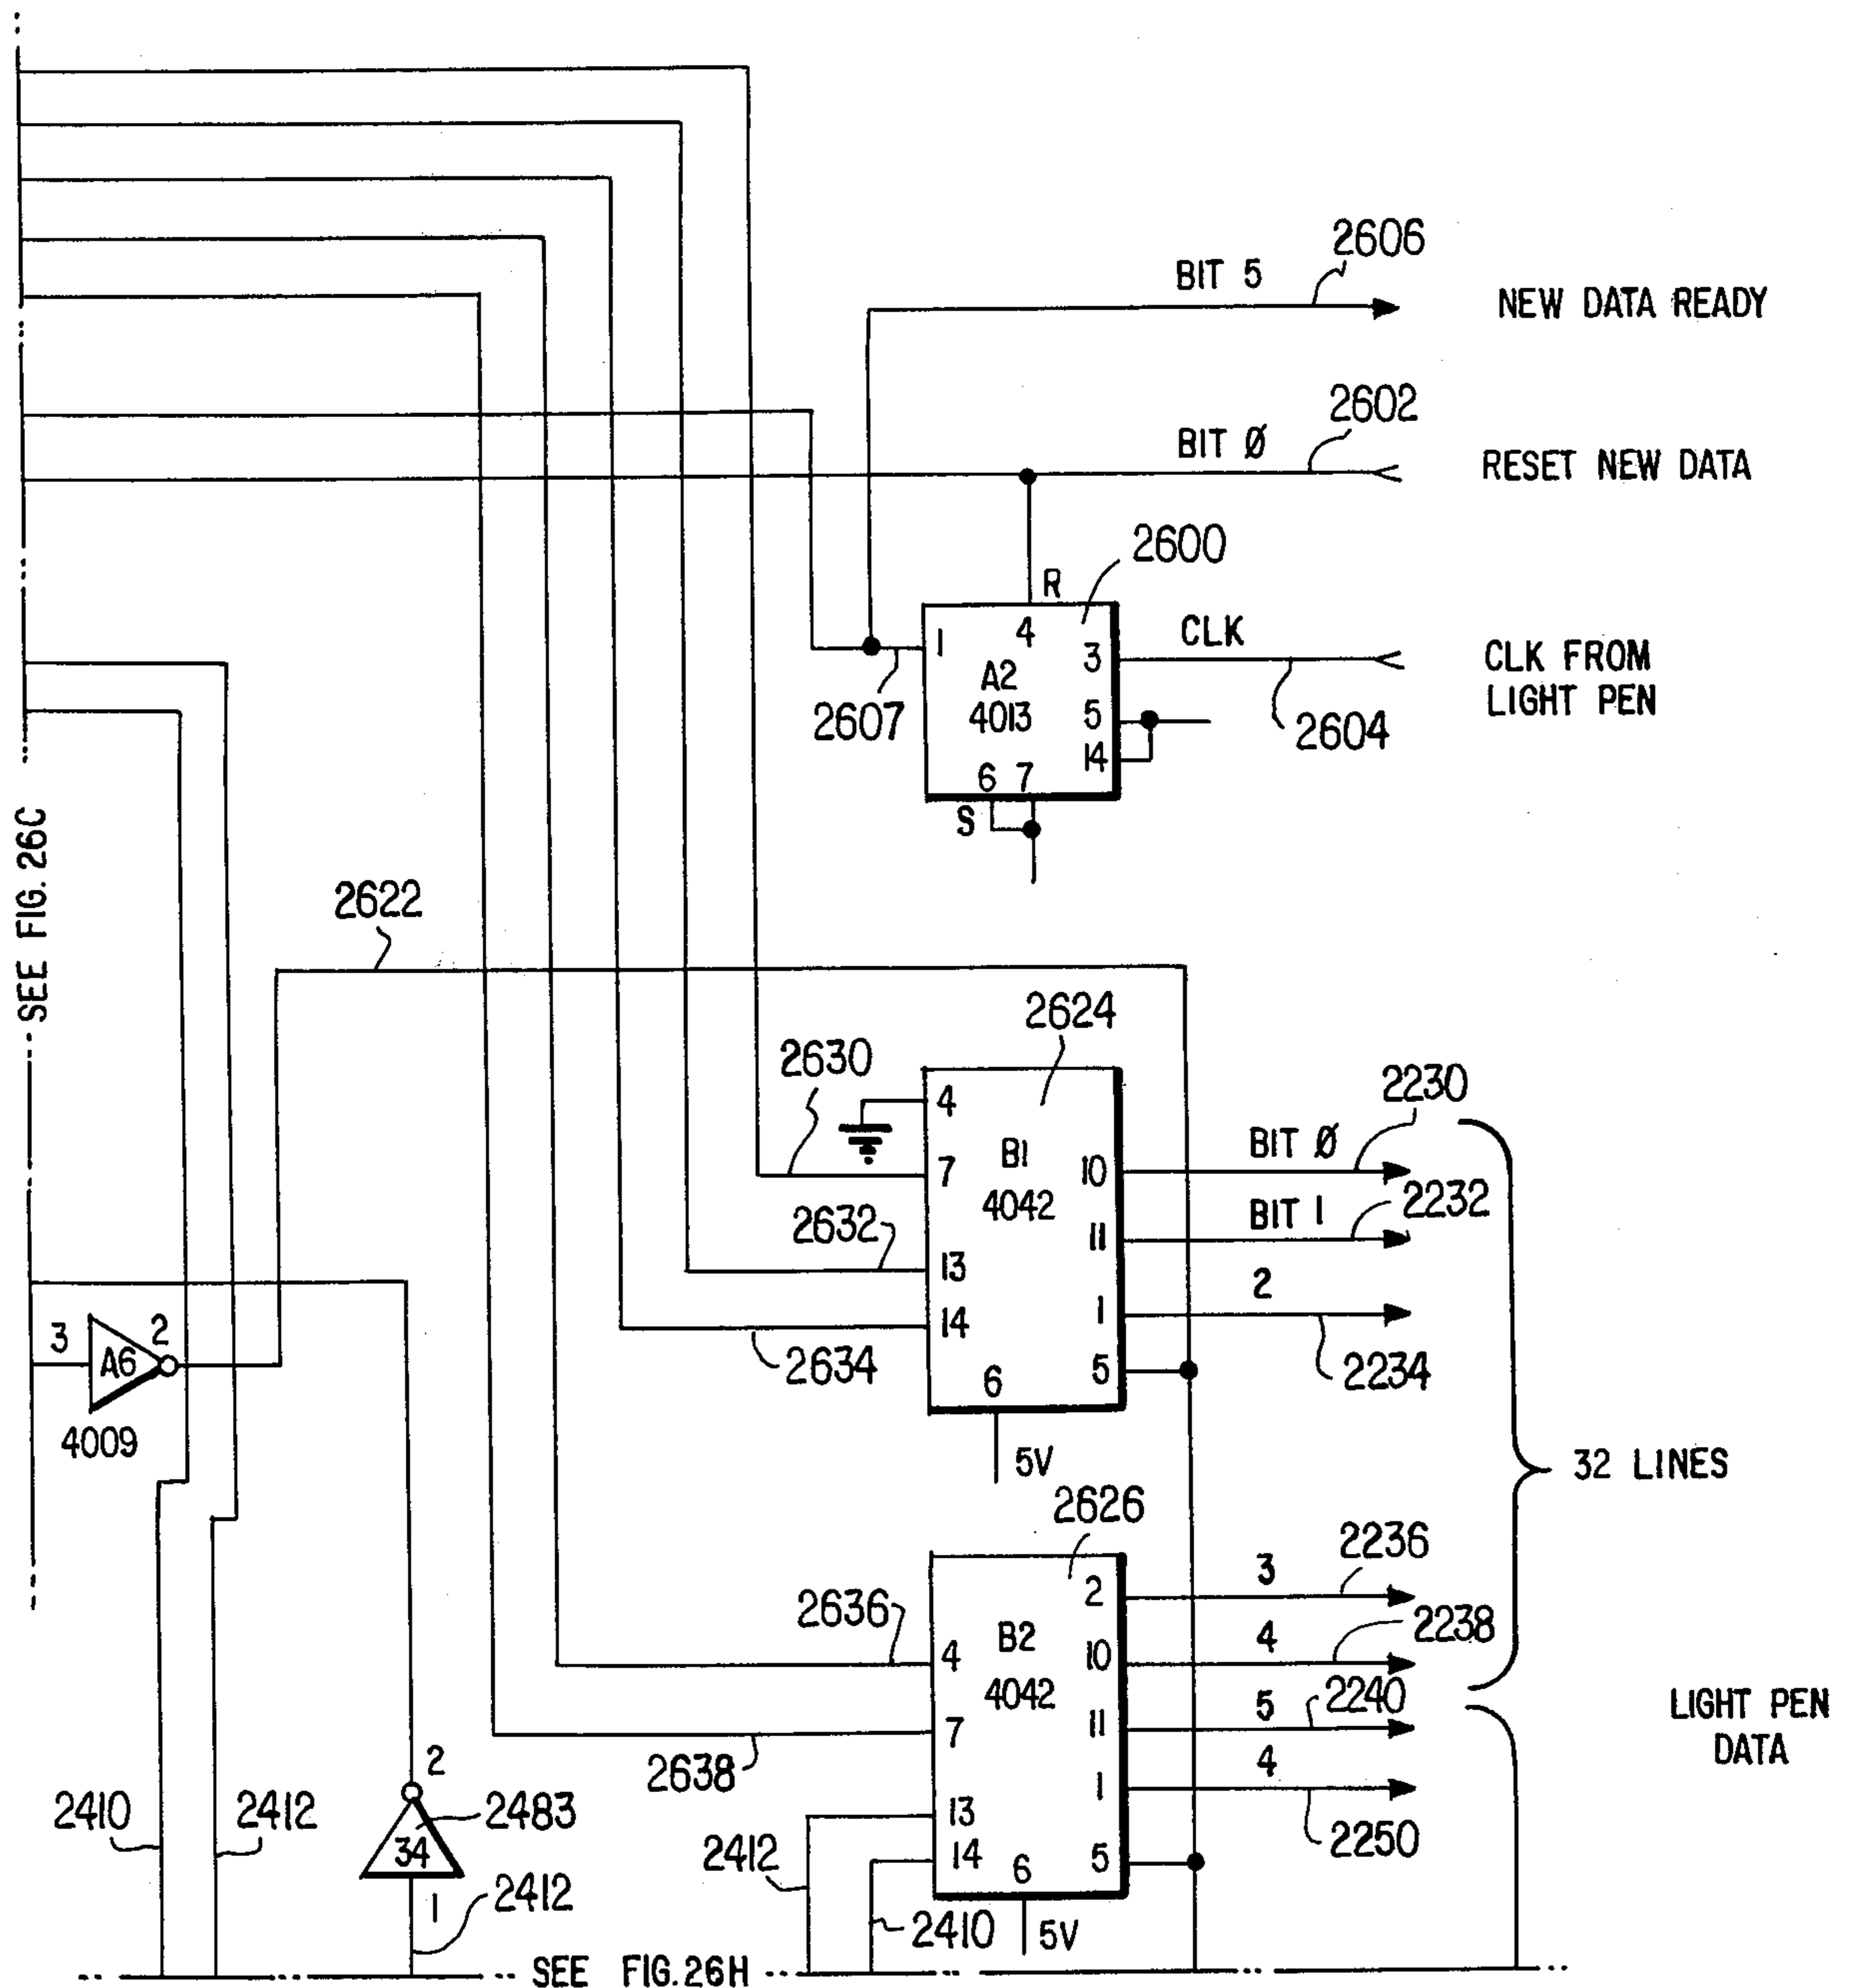 2606
BIT 5
NEW DATA READY
2602
BIT Ø
RESET NEW DATA
2600
R
1
4
3
CLK
CLK FROM
LIGHT PEN
A2
4013
2607
5
14
2604
6 7
S
SEE FIG. 26C
2622
2624
2630
4
B1
4042
7
10
BIT Ø
2230
2632
11
BIT 1
2232
13
1
2
2234
14
2634
6
5
5V
3
2
A6
4009
32 LINES
2626
2
3
2236
2636
4
B2
4042
10
4
2238
7
11
5
2240
2638
1
4
2250
LIGHT PEN
DATA
2
2410
2412
2483
34
1
2412
13
14
6
5
2412
2410
5V
SEE FIG. 26H